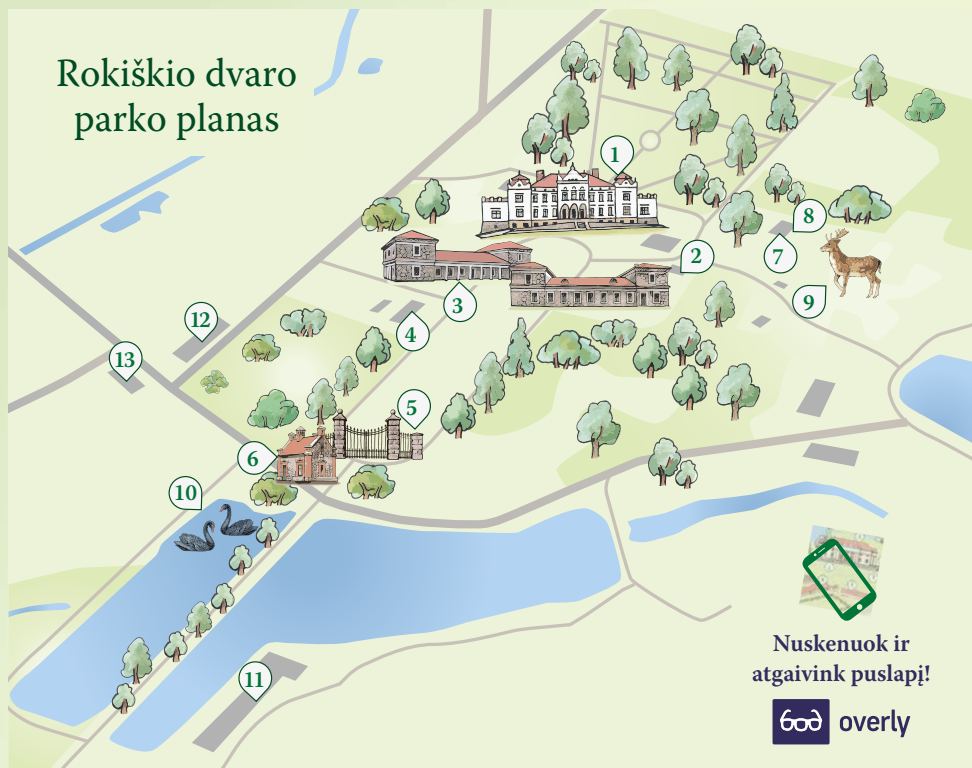 Rokiškio dvaro
parko planas
1
2
3
4
5
6
7
8
9
10
11
12
13
Nuskenuok ir
atgaivink puslapį!
overly